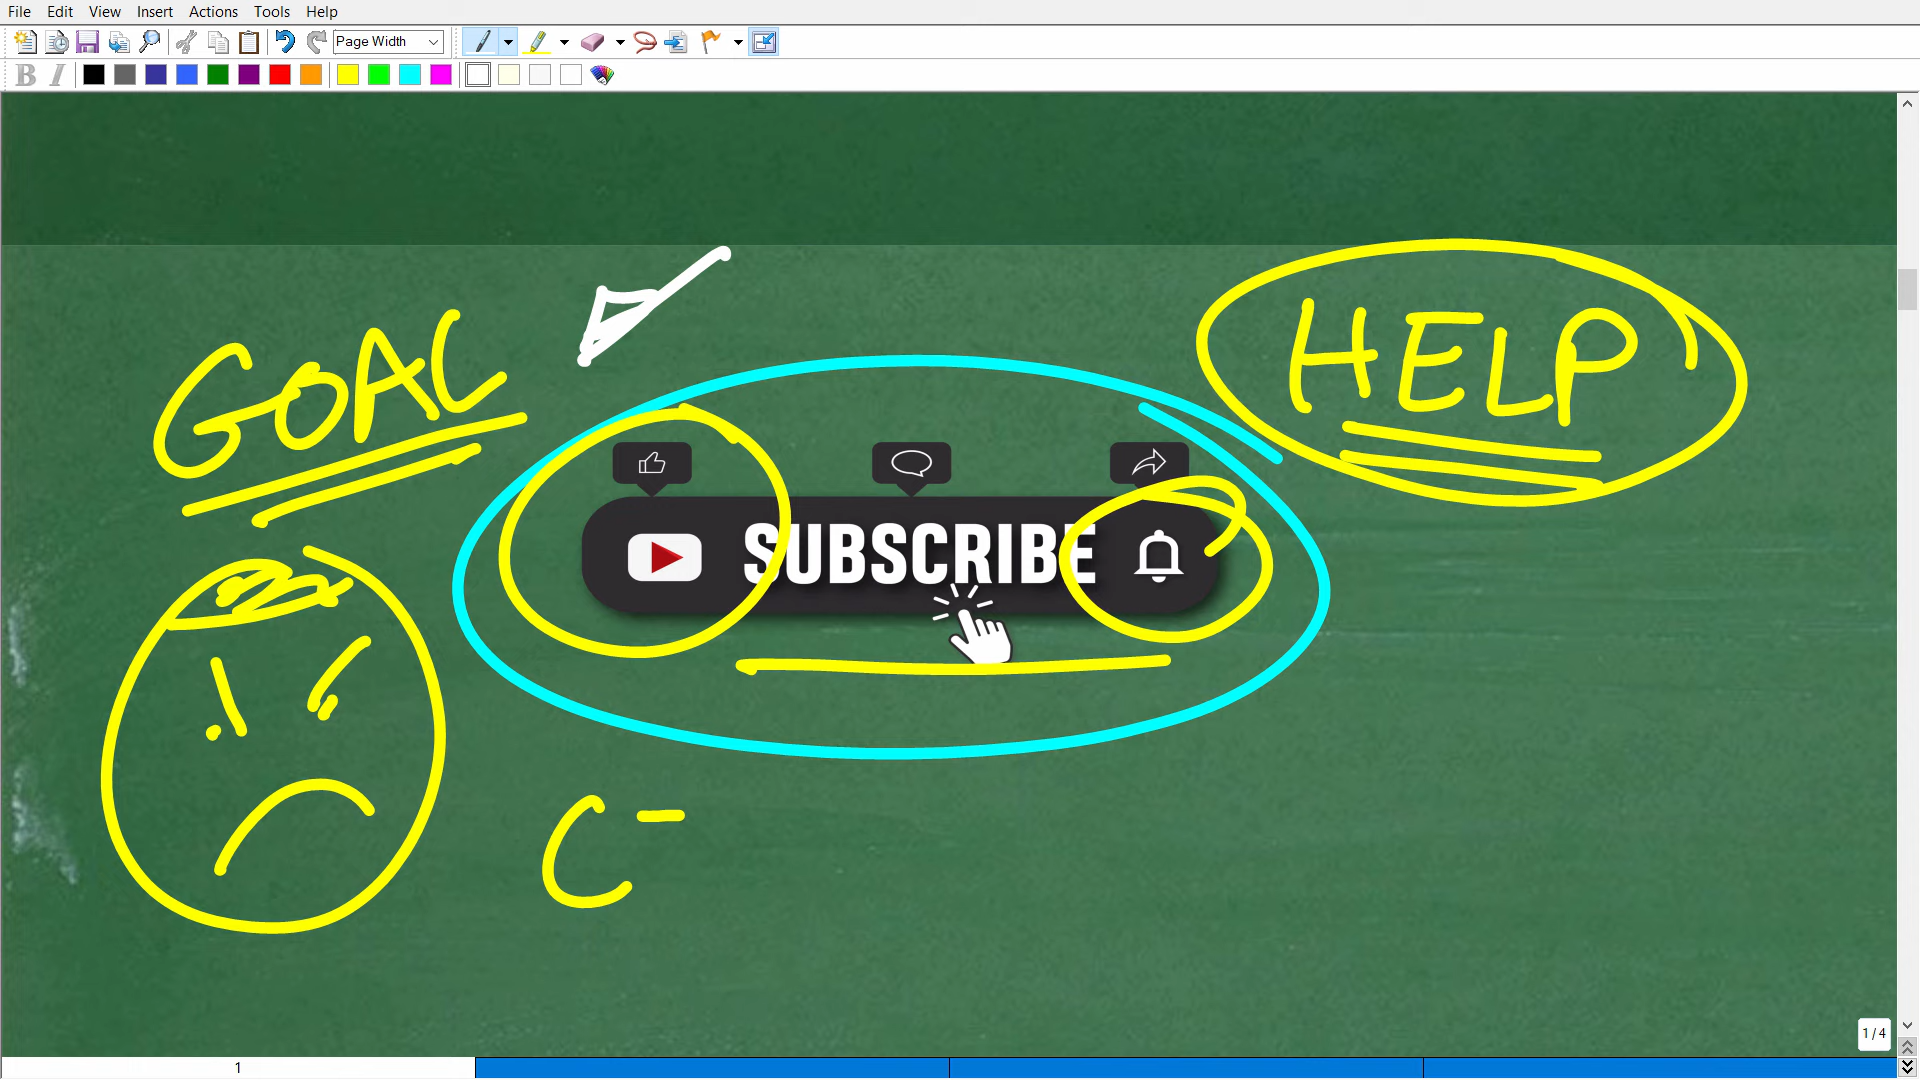 File Edit View Insert Actions Tools Help
Page Width
B I
GOAL
HELP
SUBSCRIBE
C-
1 / 4
1